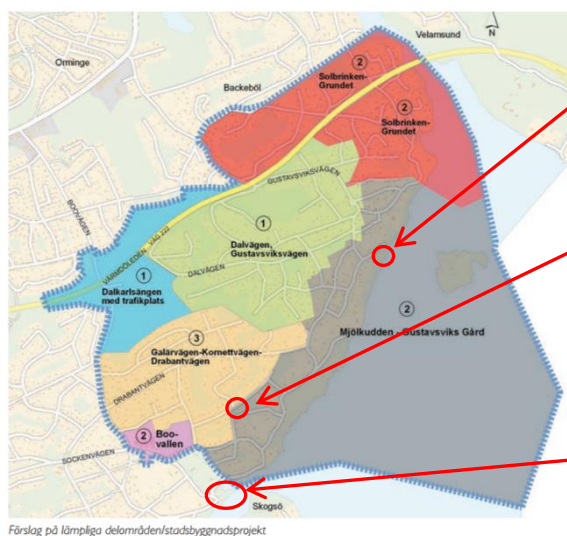 Velamsund
N
Orminge
2
Solbrinken-
Grundet
Backeböl
2
Solbrinken-
Grundet
GUSTAVSVIKSVÄGEN
BOOVÄGEN
1
Dalvägen,
Gustavsviksvägen
VÄRMDÖLEDEN VÄG 222
DALVÄGEN
1
Dalkarlsängen
med trafikplats
2
Mjölkudden - Gustavsviks Gård
3
Galärvägen-Kornettvägen-
Drabantvägen
DRABANTVÄGEN
2 Boo-
vallen
SOCKENVÄGEN
Skogsö
Förslag på lämpliga delområden/stadsbyggnadsprojekt